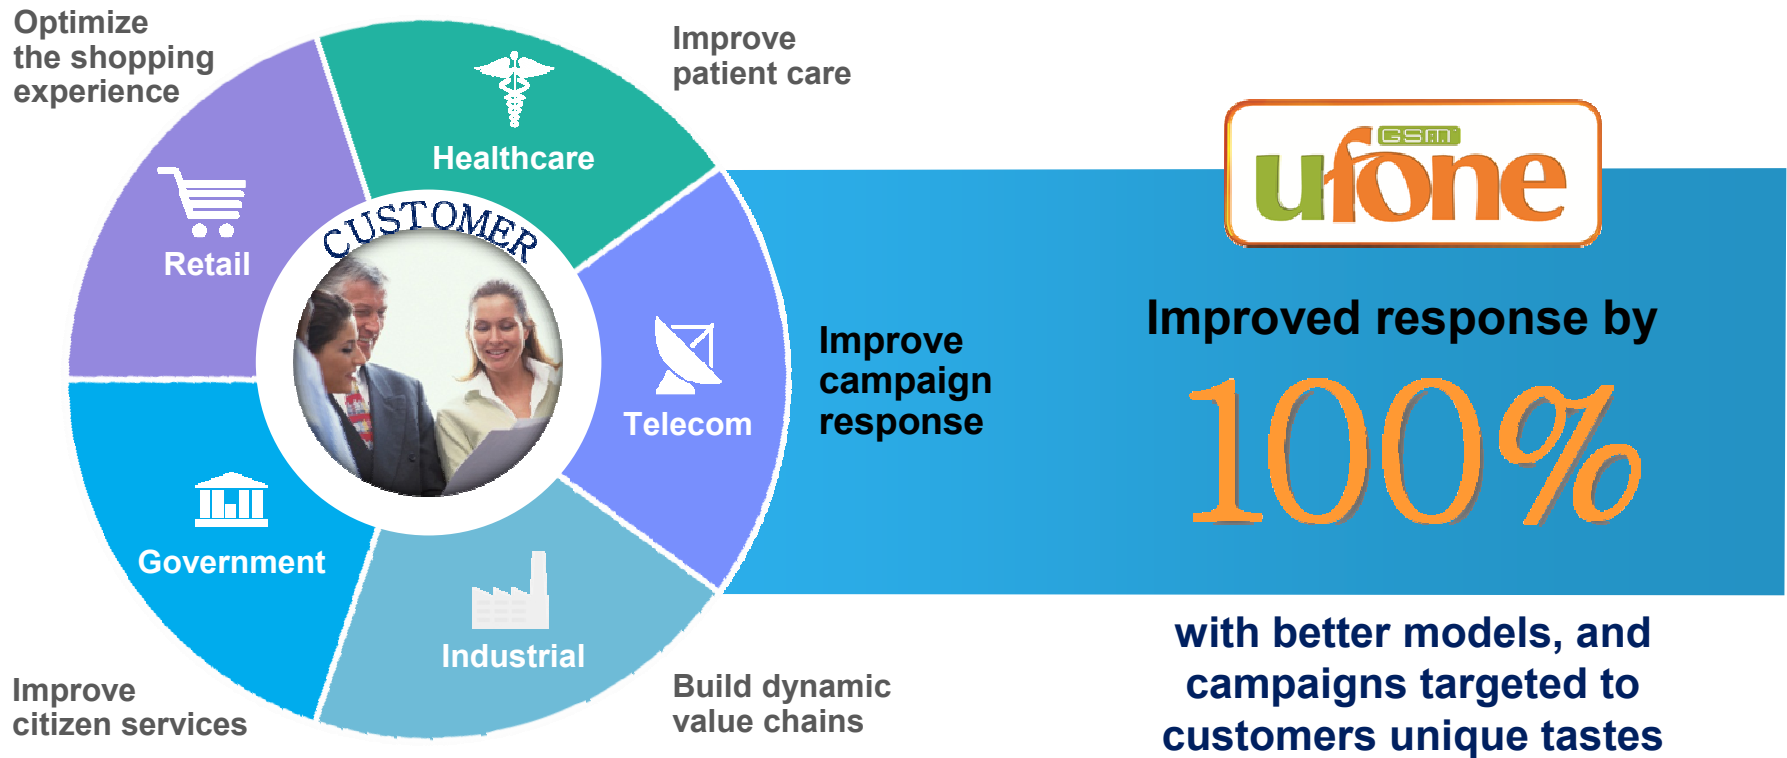 Optimize
the shopping
experience
Improve
patient care
Healthcare
Retail
CUSTOMER
Telecom
Government
Industrial
Improve
citizen services
Build dynamic
value chains
Improve
campaign
response
GSM
ufone
Improved response by
100%
with better models, and
campaigns targeted to
customers unique tastes